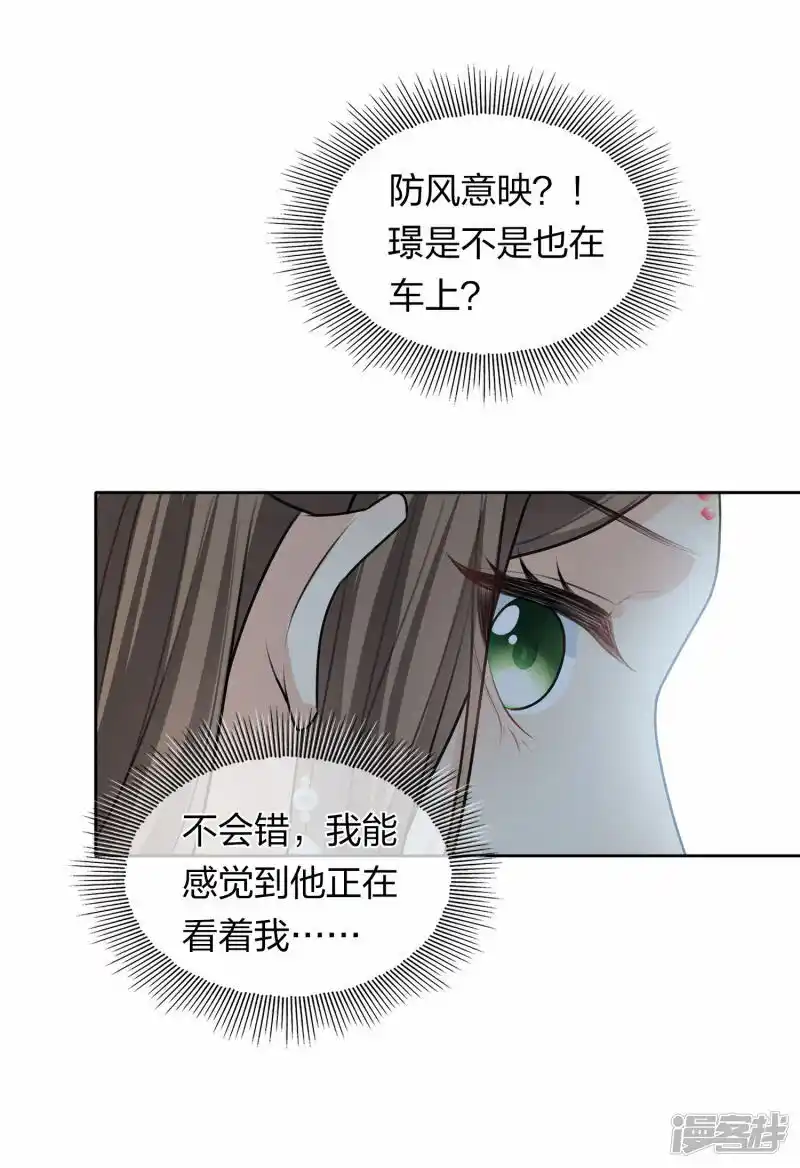 防风意映？！
璟是不是也在
车上？
不会错，我能
感觉到他正在
看着我……
漫客栈